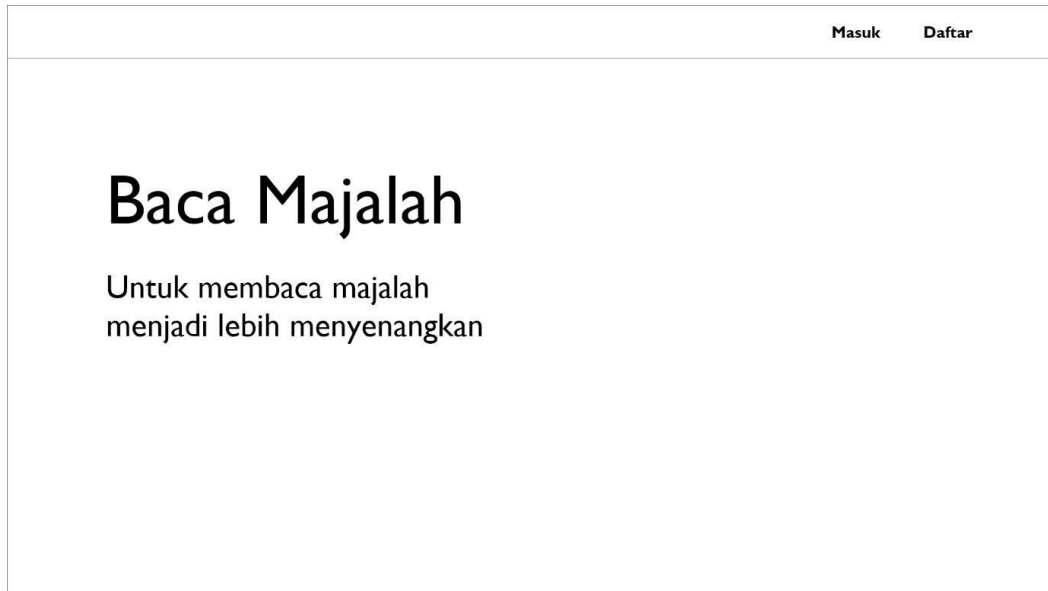 Masuk Daftar
Baca Majalah
Untuk membaca majalah
menjadi lebih menyenangkan